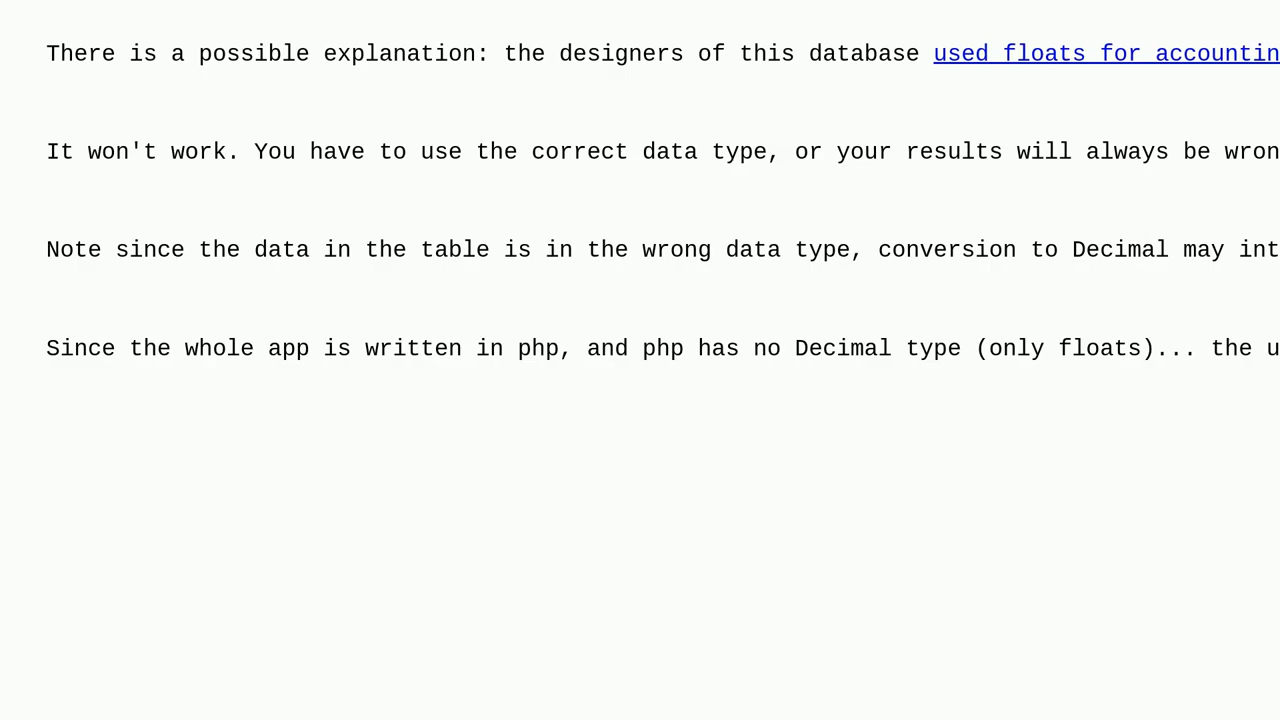 There is a possible explanation: the designers of this database used floats for accountin
It won't work. You have to use the correct data type, or your results will always be wron
Note since the data in the table is in the wrong data type, conversion to Decimal may int
Since the whole app is written in php, and php has no Decimal type (only floats)... the u